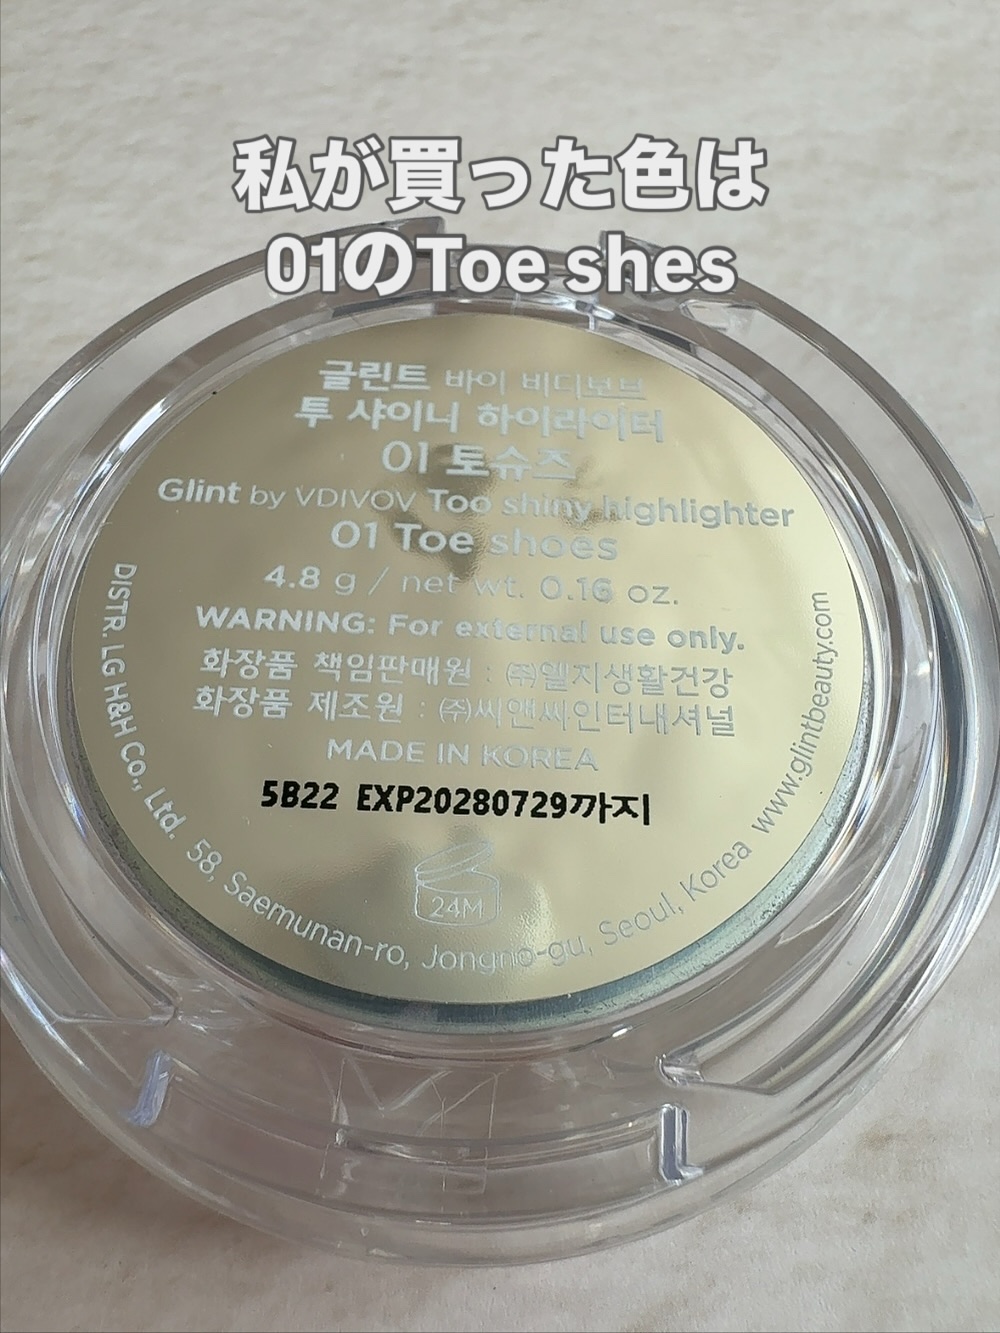 私が買った色は
01のToe shes
글린트 바이 비디보브
투 샤이니 하이라이터
01 토슈즈
Glint by VDIVOV Too shiny highlighter
01 Toe shoes
4.8 g / net wt. 0.16 oz.
WARNING: For external use only.
화장품 책임판매원 : ㈜엘지생활건강
화장품 제조원 : ㈜씨앤씨인터내셔널
MADE IN KOREA
5B22 EXP20280729까지
24M
DISTR. LG H&H Co., Ltd. 58, Saemunan-ro, Jongno-gu, Seoul, Korea www.glintbeauty.com